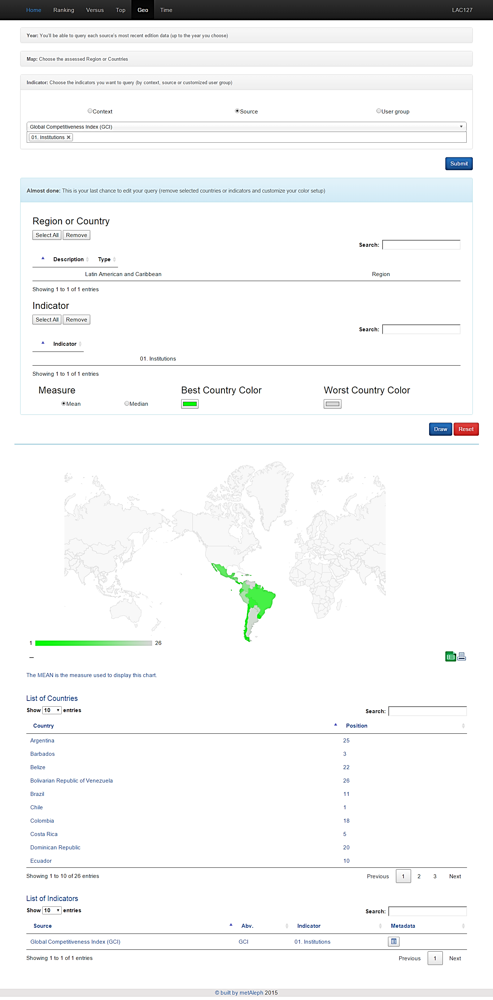 Home Ranking Versus Top Geo Time LAC127
Year: You'll be able to query each source's most recent edition data (up to the year you choose)
Map: Choose the assessed Region or Countries
Indicator: Choose the indicators you want to query (by context, source or customized user group)
Context Source User group
Global Competitiveness Index (GCI)
01. Institutions
Submit
Almost done: This is your last chance to edit your query (remove selected countries or indicators and customize your color setup)
Region or Country
Select All Remove
Search:
Description Type
Latin American and Caribbean Region
Showing 1 to 1 of 1 entries
Indicator
Select All Remove
Search:
Indicator
01. Institutions
Showing 1 to 1 of 1 entries
Measure Best Country Color Worst Country Color
Mean Median
Draw Reset
1 26
The MEAN is the measure used to display this chart.
List of Countries
Show 10 entries Search:
Country Position
Argentina 25
Barbados 3
Belize 22
Bolivarian Republic of Venezuela 26
Brazil 11
Chile 1
Colombia 18
Costa Rica 5
Dominican Republic 20
Ecuador 10
Showing 1 to 10 of 26 entries Previous 1 2 3 Next
List of Indicators
Show 10 entries Search:
Source Abv. Indicator Metadata
Global Competitiveness Index (GCI) GCI 01. Institutions
Showing 1 to 1 of 1 entries Previous 1 Next
© built by metAleph 2015